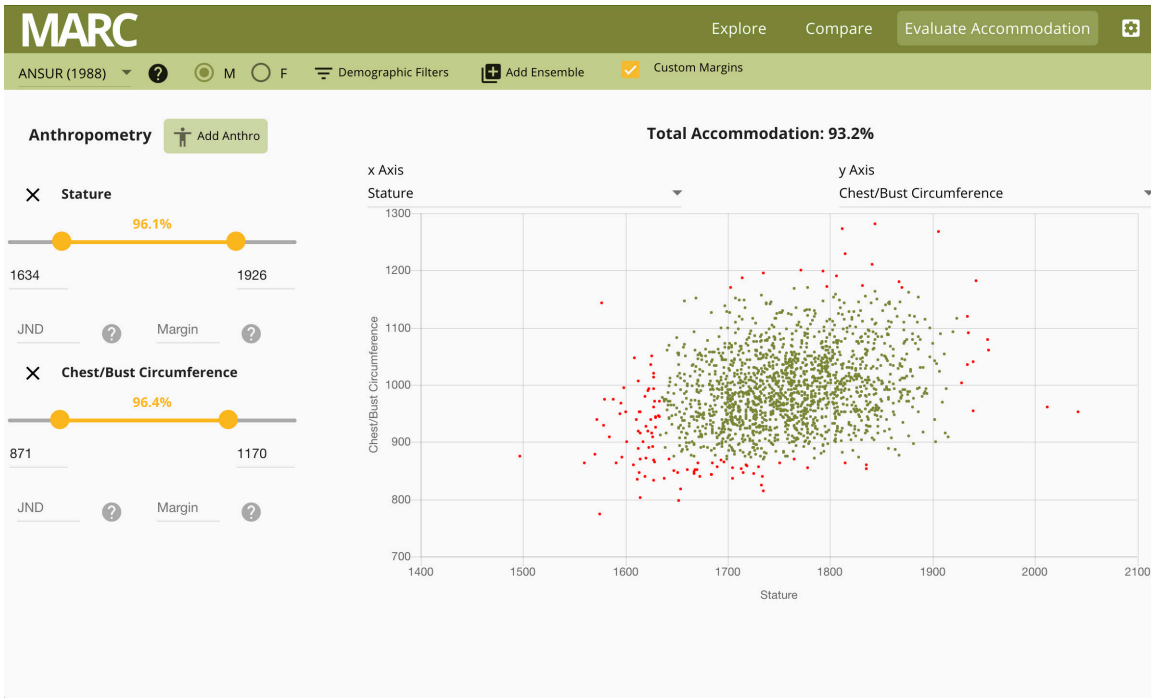 MARC
Explore Compare Evaluate Accommodation
ANSUR (1988) ? M F Demographic Filters Add Ensemble Custom Margins
Anthropometry Add Anthro
Total Accommodation: 93.2%
x Axis
Stature
y Axis
Chest/Bust Circumference
Stature
96.1%
1634 1926
JND ? Margin ?
Chest/Bust Circumference
96.4%
871 1170
JND ? Margin ?
1300
1200
1100
1000
900
800
700
Chest/Bust Circumference
1400 1500 1600 1700 1800 1900 2000 2100
Stature